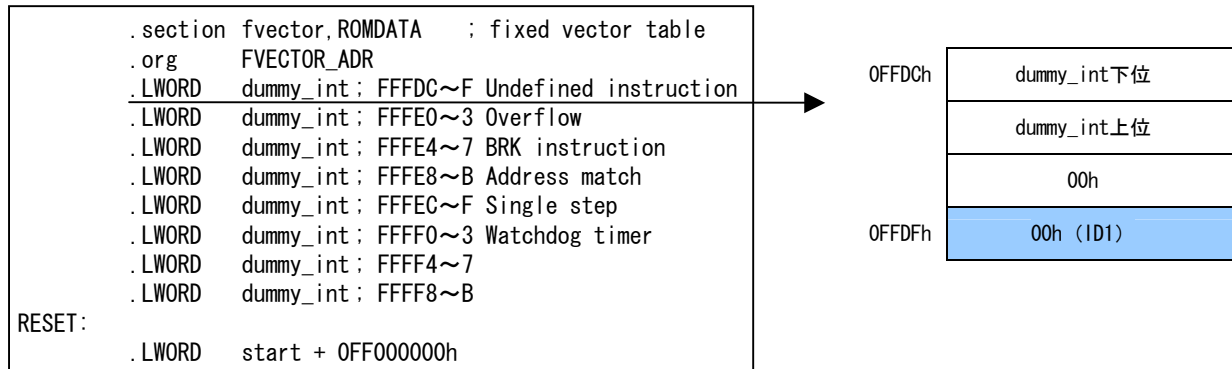 .section fvector,ROMDATA ; fixed vector table
.org FVECTOR_ADR
.LWORD dummy_int; FFFDC～F Undefined instruction
.LWORD dummy_int; FFFE0～3 Overflow
.LWORD dummy_int; FFFE4～7 BRK instruction
.LWORD dummy_int; FFFE8～B Address match
.LWORD dummy_int; FFFEC～F Single step
.LWORD dummy_int; FFFF0～3 Watchdog timer
.LWORD dummy_int; FFFF4～7
.LWORD dummy_int; FFFF8～B
RESET:
.LWORD start + 0FF000000h
0FFDCh dummy_int下位
dummy_int上位
00h
0FFDFh 00h (ID1)